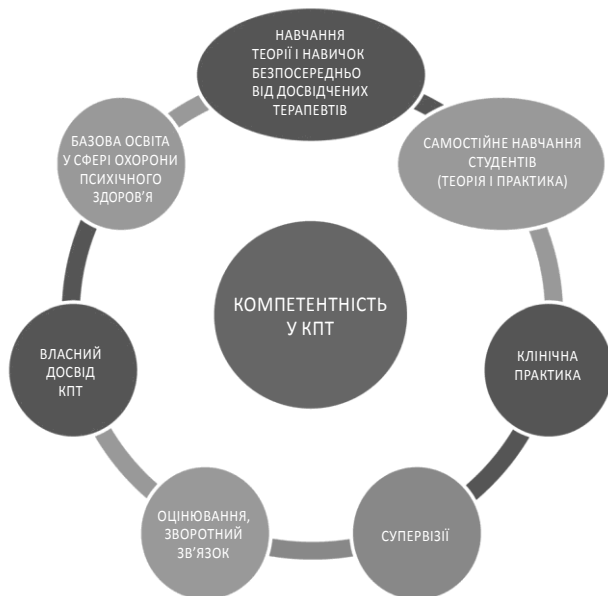 НАВЧАННЯ
ТЕОРІЇ І НАВИЧОК
БЕЗПОСЕРЕДНЬО
ВІД ДОСВІДЧЕНИХ
ТЕРАПЕВТІВ
САМОСТІЙНЕ НАВЧАННЯ
СТУДЕНТІВ
(ТЕОРІЯ І ПРАКТИКА)
КЛІНІЧНА
ПРАКТИКА
СУПЕРВІЗІЇ
ОЦІНЮВАННЯ,
ЗВОРОТНИЙ
ЗВ’ЯЗОК
ВЛАСНИЙ
ДОСВІД
КПТ
БАЗОВА ОСВІТА
У СФЕРІ ОХОРОНИ
ПСИХІЧНОГО
ЗДОРОВ’Я
КОМПЕТЕНТНІСТЬ
У КПТ